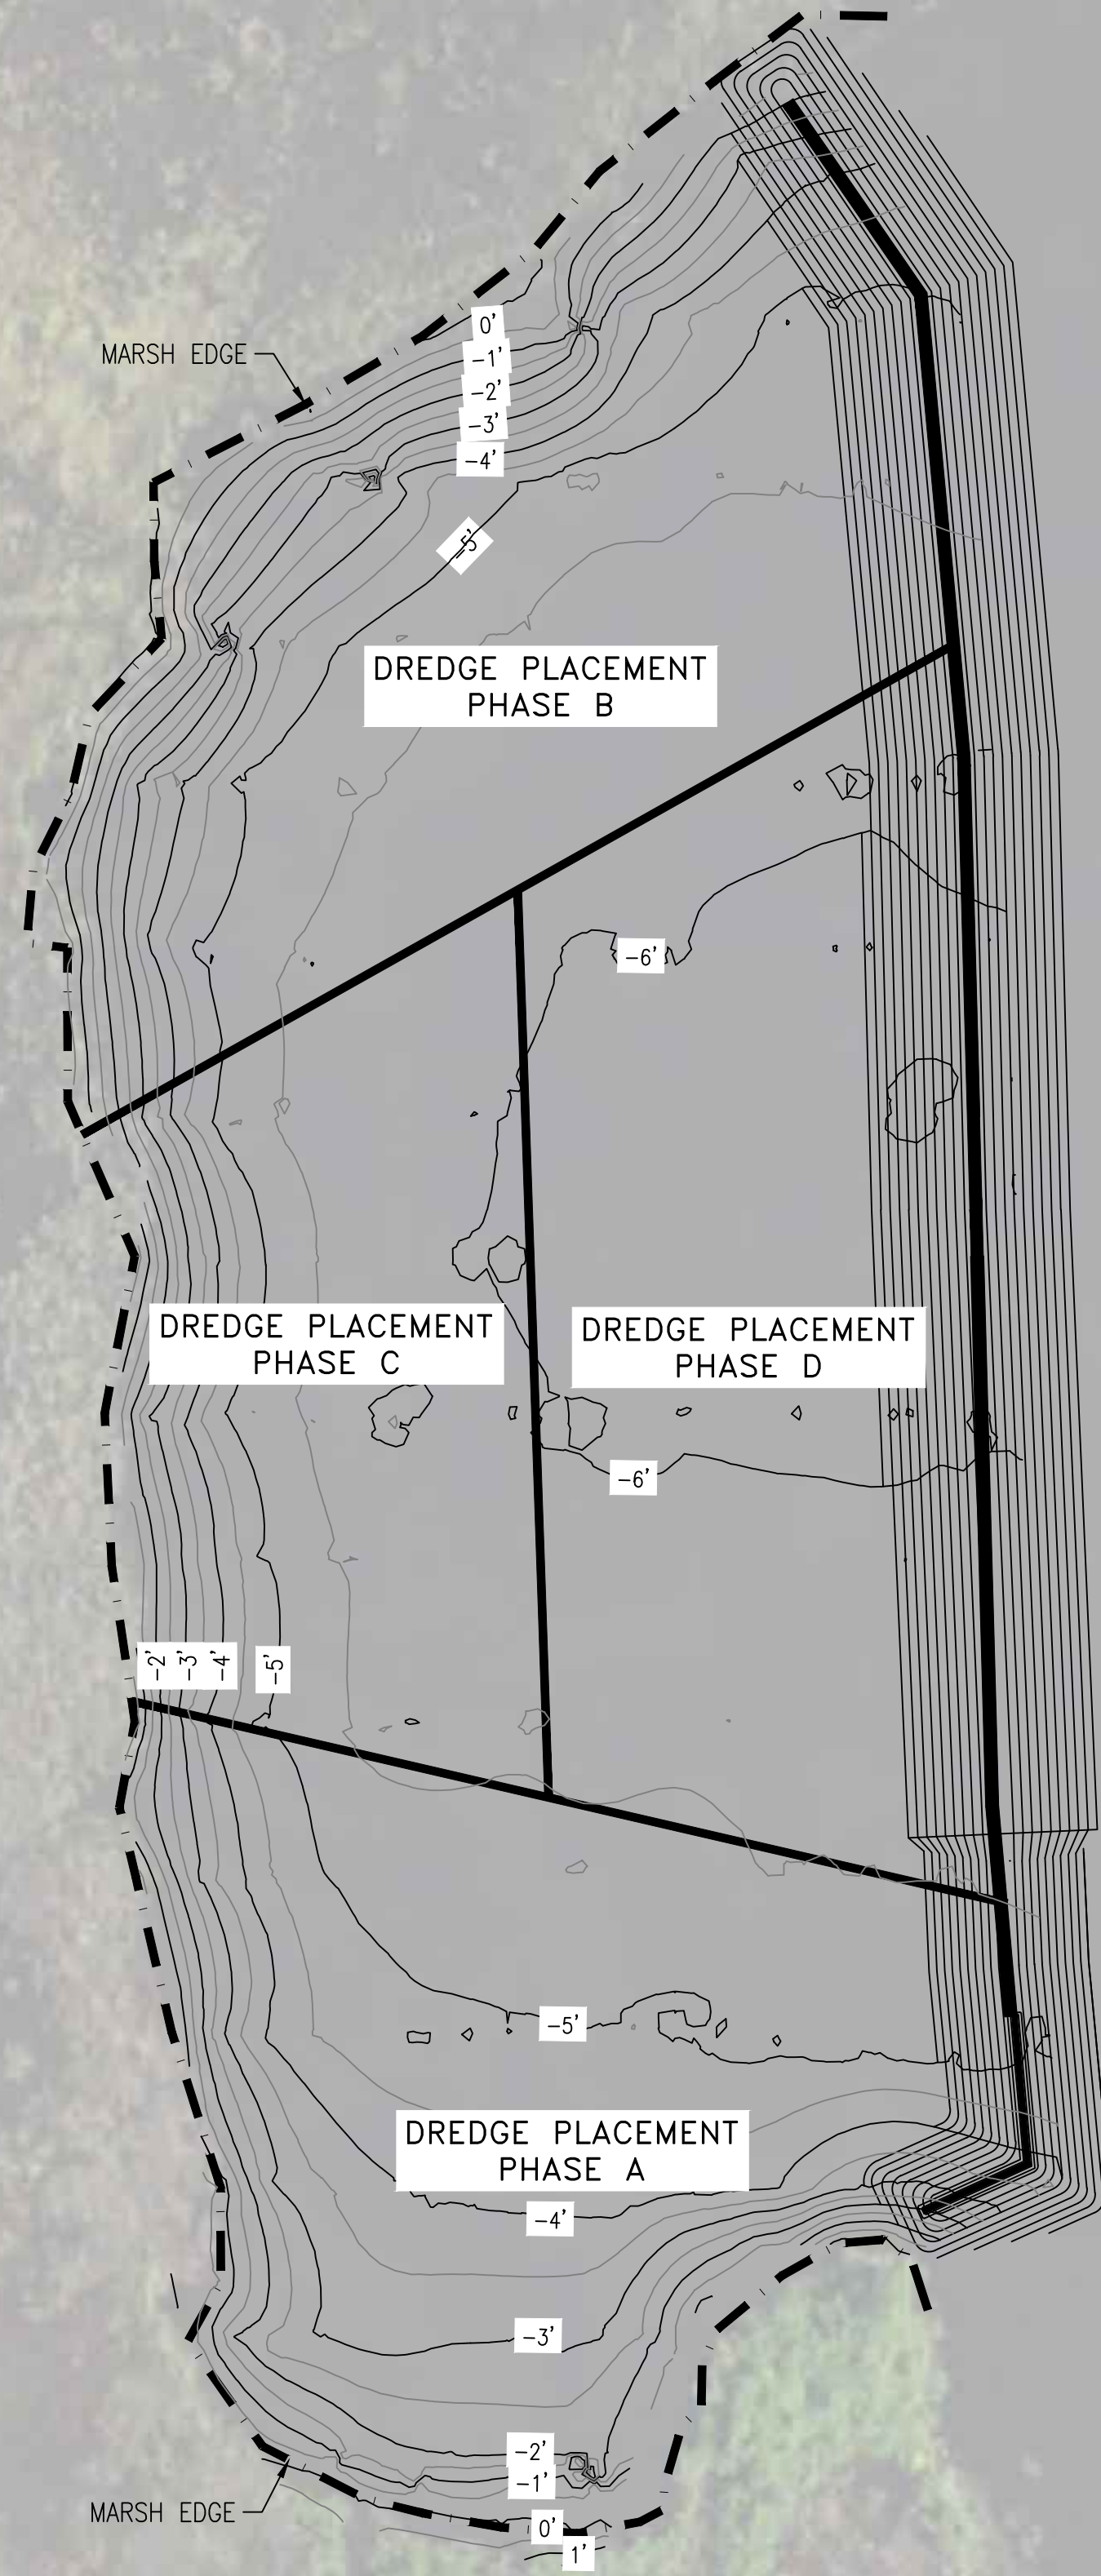 0'
MARSH EDGE
-1'
-2'
-3'
-4'
-5'
DREDGE PLACEMENT
PHASE B
-6'
DREDGE PLACEMENT
PHASE C
DREDGE PLACEMENT
PHASE D
-6'
-2'
-3'
-4'
-5'
-5'
DREDGE PLACEMENT
PHASE A
-4'
-3'
-2'
-1'
MARSH EDGE
0'
1'